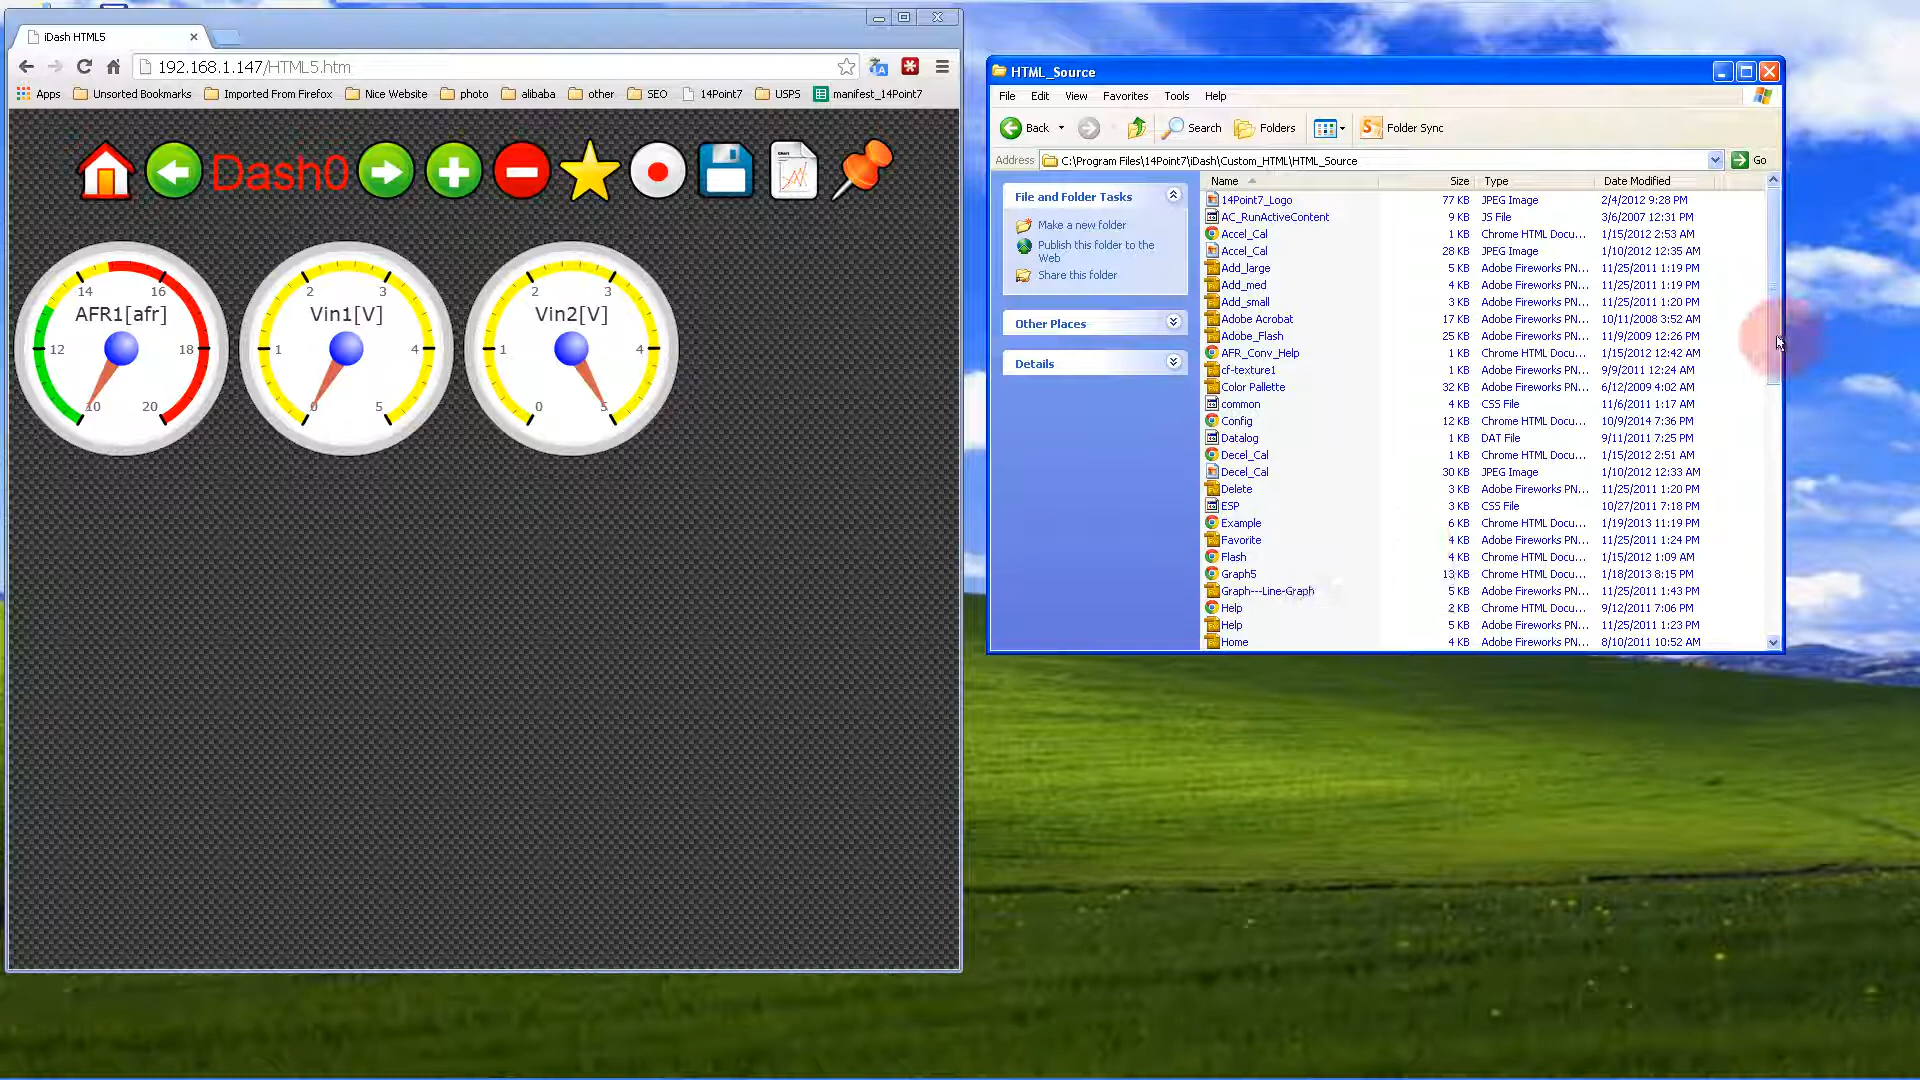 iDash HTML5
192.168.1.147/HTML5.htm
Apps Unsorted Bookmarks Imported From Firefox Nice Website photo alibaba other SEO 14Point7 USPS manifest_14Point7
Dash0
14 16
AFR1[afr]
12 18
10 20
2 3
Vin1[V]
1 4
0 5
2 3
Vin2[V]
1 4
0 5
HTML_Source
File Edit View Favorites Tools Help
Back Search Folders Folder Sync
Address C:\Program Files\14Point7\iDash\Custom_HTML\HTML_Source Go
File and Folder Tasks
Make a new folder
Publish this folder to the
Web
Share this folder
Other Places
Details
Name Size Type Date Modified
14Point7_Logo 77 KB JPEG Image 2/4/2012 9:28 PM
AC_RunActiveContent 9 KB JS File 3/6/2007 12:31 PM
Accel_Cal 1 KB Chrome HTML Docu... 1/15/2012 2:53 AM
Accel_Cal 28 KB JPEG Image 1/10/2012 12:35 AM
Add_large 5 KB Adobe Fireworks PN... 11/25/2011 1:19 PM
Add_med 4 KB Adobe Fireworks PN... 11/25/2011 1:19 PM
Add_small 3 KB Adobe Fireworks PN... 11/25/2011 1:20 PM
Adobe Acrobat 17 KB Adobe Fireworks PN... 10/11/2008 3:52 AM
Adobe_Flash 25 KB Adobe Fireworks PN... 11/9/2009 12:26 PM
AFR_Conv_Help 1 KB Chrome HTML Docu... 1/15/2012 12:42 AM
cf-texture1 1 KB Adobe Fireworks PN... 9/9/2011 12:24 AM
Color Pallette 32 KB Adobe Fireworks PN... 6/12/2009 4:02 AM
common 4 KB CSS File 11/6/2011 1:17 AM
Config 12 KB Chrome HTML Docu... 10/9/2014 7:36 PM
Datalog 1 KB DAT File 9/11/2011 7:25 PM
Decel_Cal 1 KB Chrome HTML Docu... 1/15/2012 2:51 AM
Decel_Cal 30 KB JPEG Image 1/10/2012 12:33 AM
Delete 3 KB Adobe Fireworks PN... 11/25/2011 1:20 PM
ESP 3 KB CSS File 10/27/2011 7:18 PM
Example 6 KB Chrome HTML Docu... 1/19/2013 11:19 PM
Favorite 4 KB Adobe Fireworks PN... 11/25/2011 1:24 PM
Flash 4 KB Chrome HTML Docu... 1/15/2012 1:09 AM
Graph5 13 KB Chrome HTML Docu... 1/18/2013 8:15 PM
Graph---Line-Graph 5 KB Adobe Fireworks PN... 11/25/2011 1:43 PM
Help 2 KB Chrome HTML Docu... 9/12/2011 7:06 PM
Help 5 KB Adobe Fireworks PN... 11/25/2011 1:23 PM
Home 4 KB Adobe Fireworks PN... 8/10/2011 10:52 AM